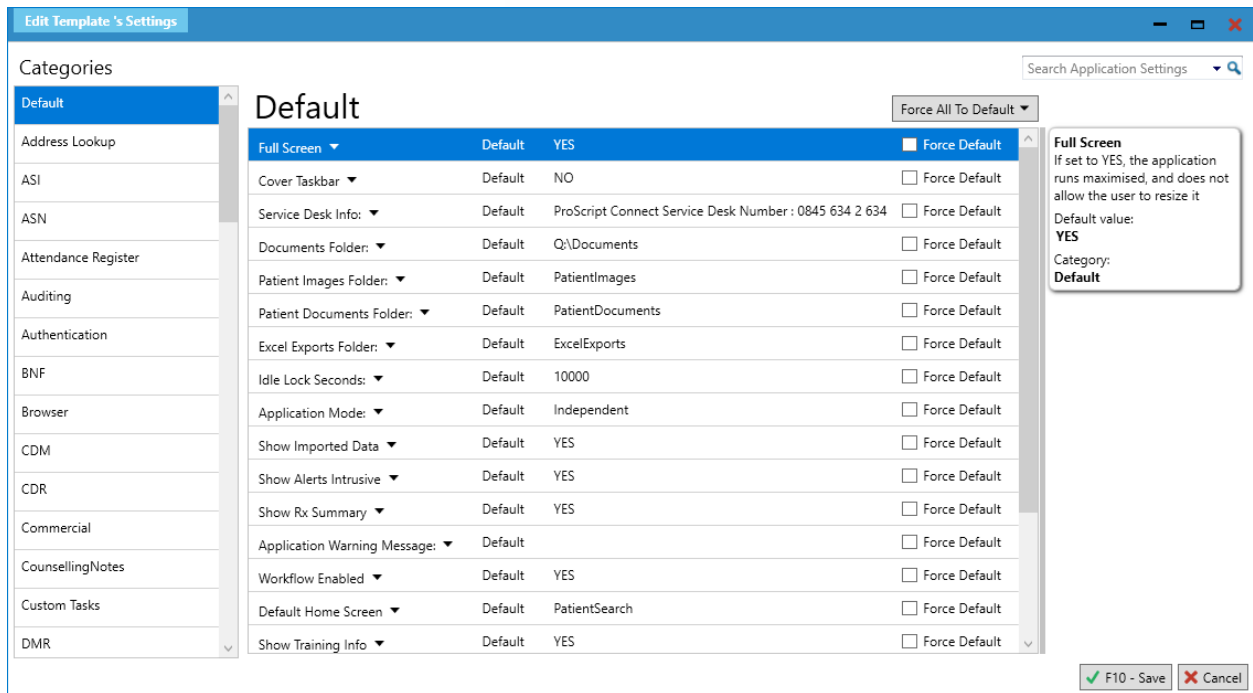 Edit Template 's Settings
Categories
Search Application Settings
Default
Address Lookup
ASI
ASN
Attendance Register
Auditing
Authentication
BNF
Browser
CDM
CDR
Commercial
CounsellingNotes
Custom Tasks
DMR
Default
Force All To Default
Full Screen Default YES Force Default
Cover Taskbar Default NO Force Default
Service Desk Info: Default ProScript Connect Service Desk Number : 0845 634 2 634 Force Default
Documents Folder: Default Q:\Documents Force Default
Patient Images Folder: Default PatientImages Force Default
Patient Documents Folder: Default PatientDocuments Force Default
Excel Exports Folder: Default ExcelExports Force Default
Idle Lock Seconds: Default 10000 Force Default
Application Mode: Default Independent Force Default
Show Imported Data Default YES Force Default
Show Alerts Intrusive Default YES Force Default
Show Rx Summary Default YES Force Default
Application Warning Message: Default Force Default
Workflow Enabled Default YES Force Default
Default Home Screen Default PatientSearch Force Default
Show Training Info Default YES Force Default
Full Screen
If set to YES, the application
runs maximised, and does not
allow the user to resize it
Default value:
YES
Category:
Default
F10 - Save
Cancel